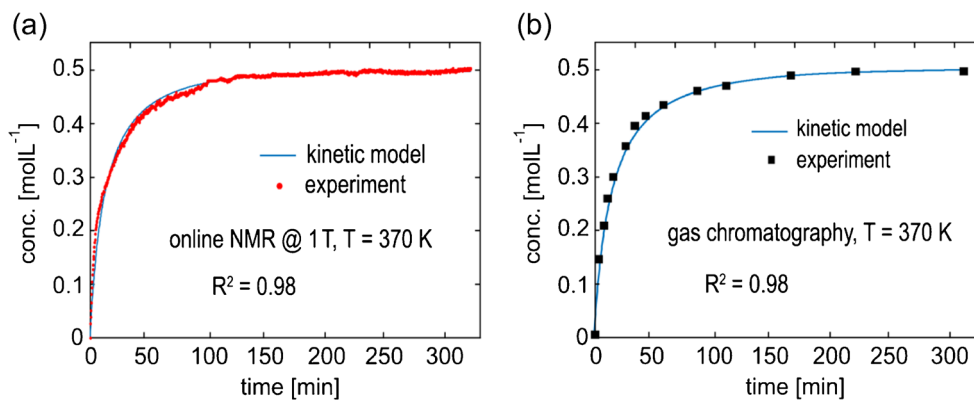 (a)
conc. [molL⁻¹]
0.5
0.4
0.3
0.2
0.1
0
kinetic model
experiment
online NMR @ 1T, T = 370 K
R² = 0.98
0 50 100 150 200 250 300
time [min]
(b)
conc. [molL⁻¹]
0.5
0.4
0.3
0.2
0.1
0
kinetic model
experiment
gas chromatography, T = 370 K
R² = 0.98
0 50 100 150 200 250 300
time [min]